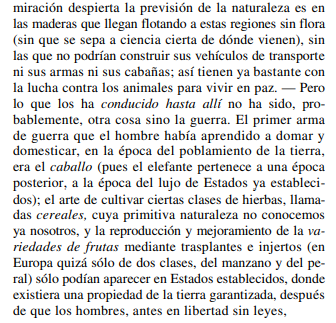 miración despierta la previsión de la naturaleza es en
las maderas que llegan flotando a estas regiones sin flora
(sin que se sepa a ciencia cierta de dónde vienen), sin
las que no podrían construir sus vehículos de transporte
ni sus armas ni sus cabañas; así tienen ya bastante con
la lucha contra los animales para vivir en paz. — Pero
lo que los ha conducido hasta allí no ha sido, pro-
bablemente, otra cosa sino la guerra. El primer arma
de guerra que el hombre había aprendido a domar y
domesticar, en la época del poblamiento de la tierra,
era el caballo (pues el elefante pertenece a una época
posterior, a la época del lujo de Estados ya estableci-
dos); el arte de cultivar ciertas clases de hierbas, llama-
das cereales, cuya primitiva naturaleza no conocemos
ya nosotros, y la reproducción y mejoramiento de la va-
riedades de frutas mediante trasplantes e injertos (en
Europa quizá sólo de dos clases, del manzano y del pe-
ral) sólo podían aparecer en Estados establecidos, donde
existiera una propiedad de la tierra garantizada, después
de que los hombres, antes en libertad sin leyes,